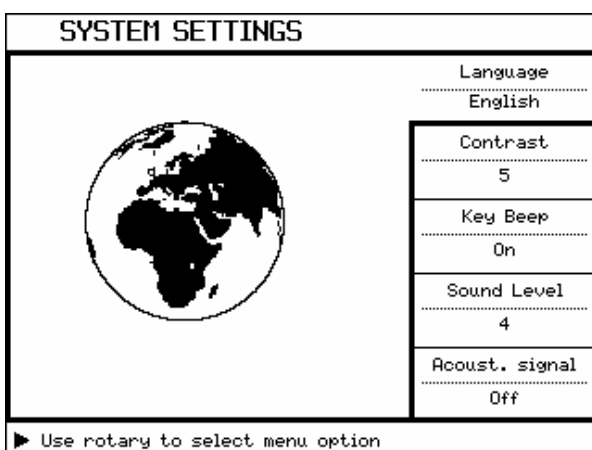 SYSTEM SETTINGS
Language
English
Contrast
5
Key Beep
On
Sound Level
4
Acoust. signal
Off
▶ Use rotary to select menu option